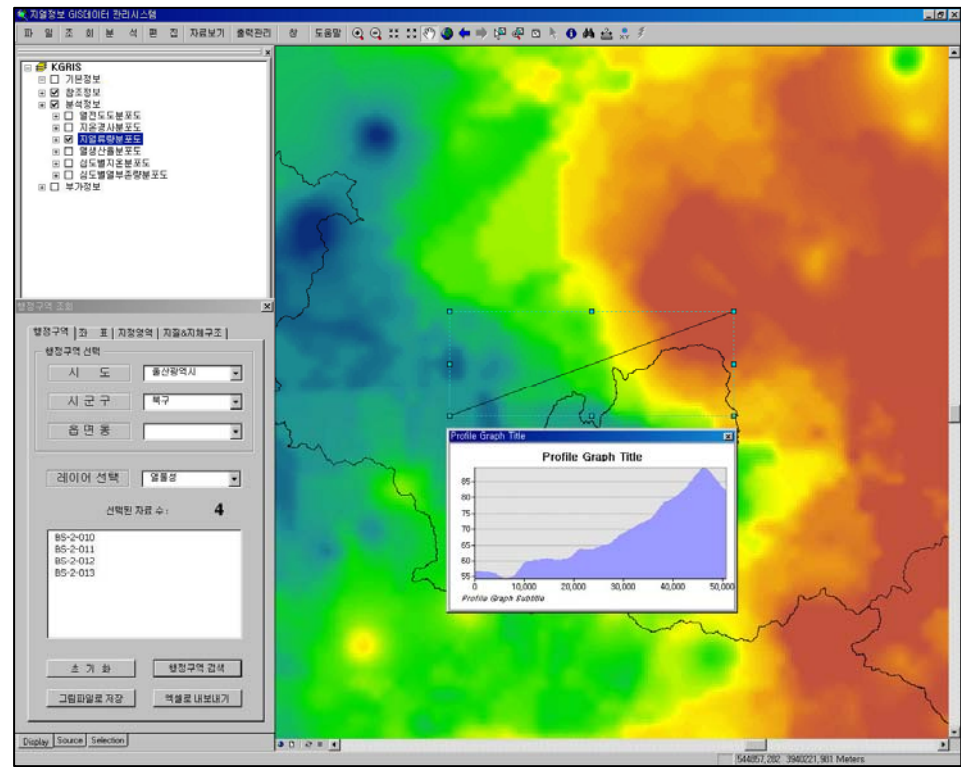 지열정보 GIS데이터 관리시스템
파 일 조 회 분 석 편 집 자료보기 출력관리 창 도움말
KGRIS
기본정보
참조정보
분석정보
열전도도분포도
지온경사분포도
지열류량분포도
열생산율분포도
심도별지온분포도
심도별열부존량분포도
부가정보
행정구역 조회
행정구역 좌 표 지정영역 지질&지체구조
행정구역 선택
시 도 울산광역시
시 군 구 북구
읍 면 동
레이어 선택 열물성
선택된 자료 수 : 4
BS-2-010
BS-2-011
BS-2-012
BS-2-013
초 기 화 행정구역 검색
그림파일로 저장 엑셀로 내보내기
Display Source Selection
Profile Graph Title
Profile Graph Title
85
80
75
70
65
60
55
0 10,000 20,000 30,000 40,000 50,000
Profile Graph Subtitle
544857,282 3940221,981 Meters